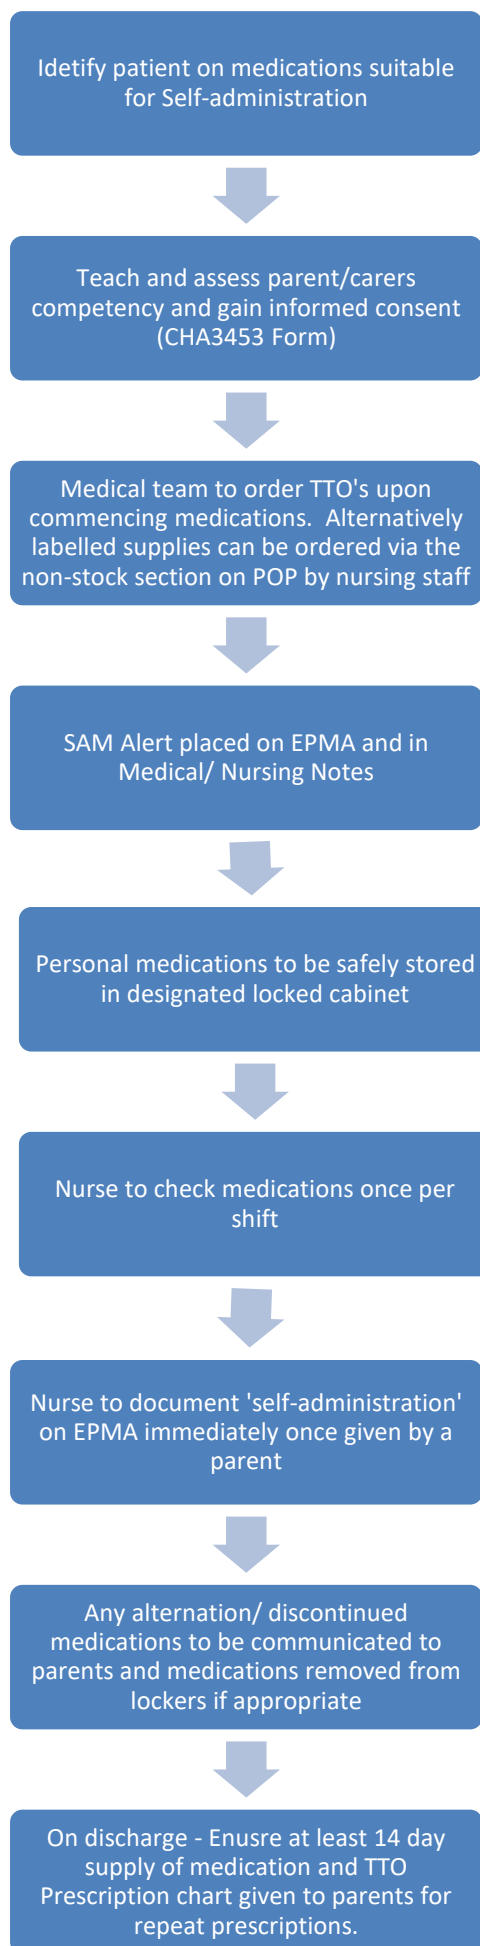 Idetify patient on medications suitable
for Self-administration
Teach and assess parent/carers
competency and gain informed consent
(CHA3453 Form)
Medical team to order TTO's upon
commencing medications.  Alternatively
labelled supplies can be ordered via the
non-stock section on POP by nursing staff
SAM Alert placed on EPMA and in
Medical/ Nursing Notes
Personal medications to be safely stored
in designated locked cabinet
Nurse to check medications once per
shift
Nurse to document 'self-administration'
on EPMA immediately once given by a
parent
Any alternation/ discontinued
medications to be communicated to
parents and medications removed from
lockers if appropriate
On discharge - Enusre at least 14 day
supply of medication and TTO
Prescription chart given to parents for
repeat prescriptions.